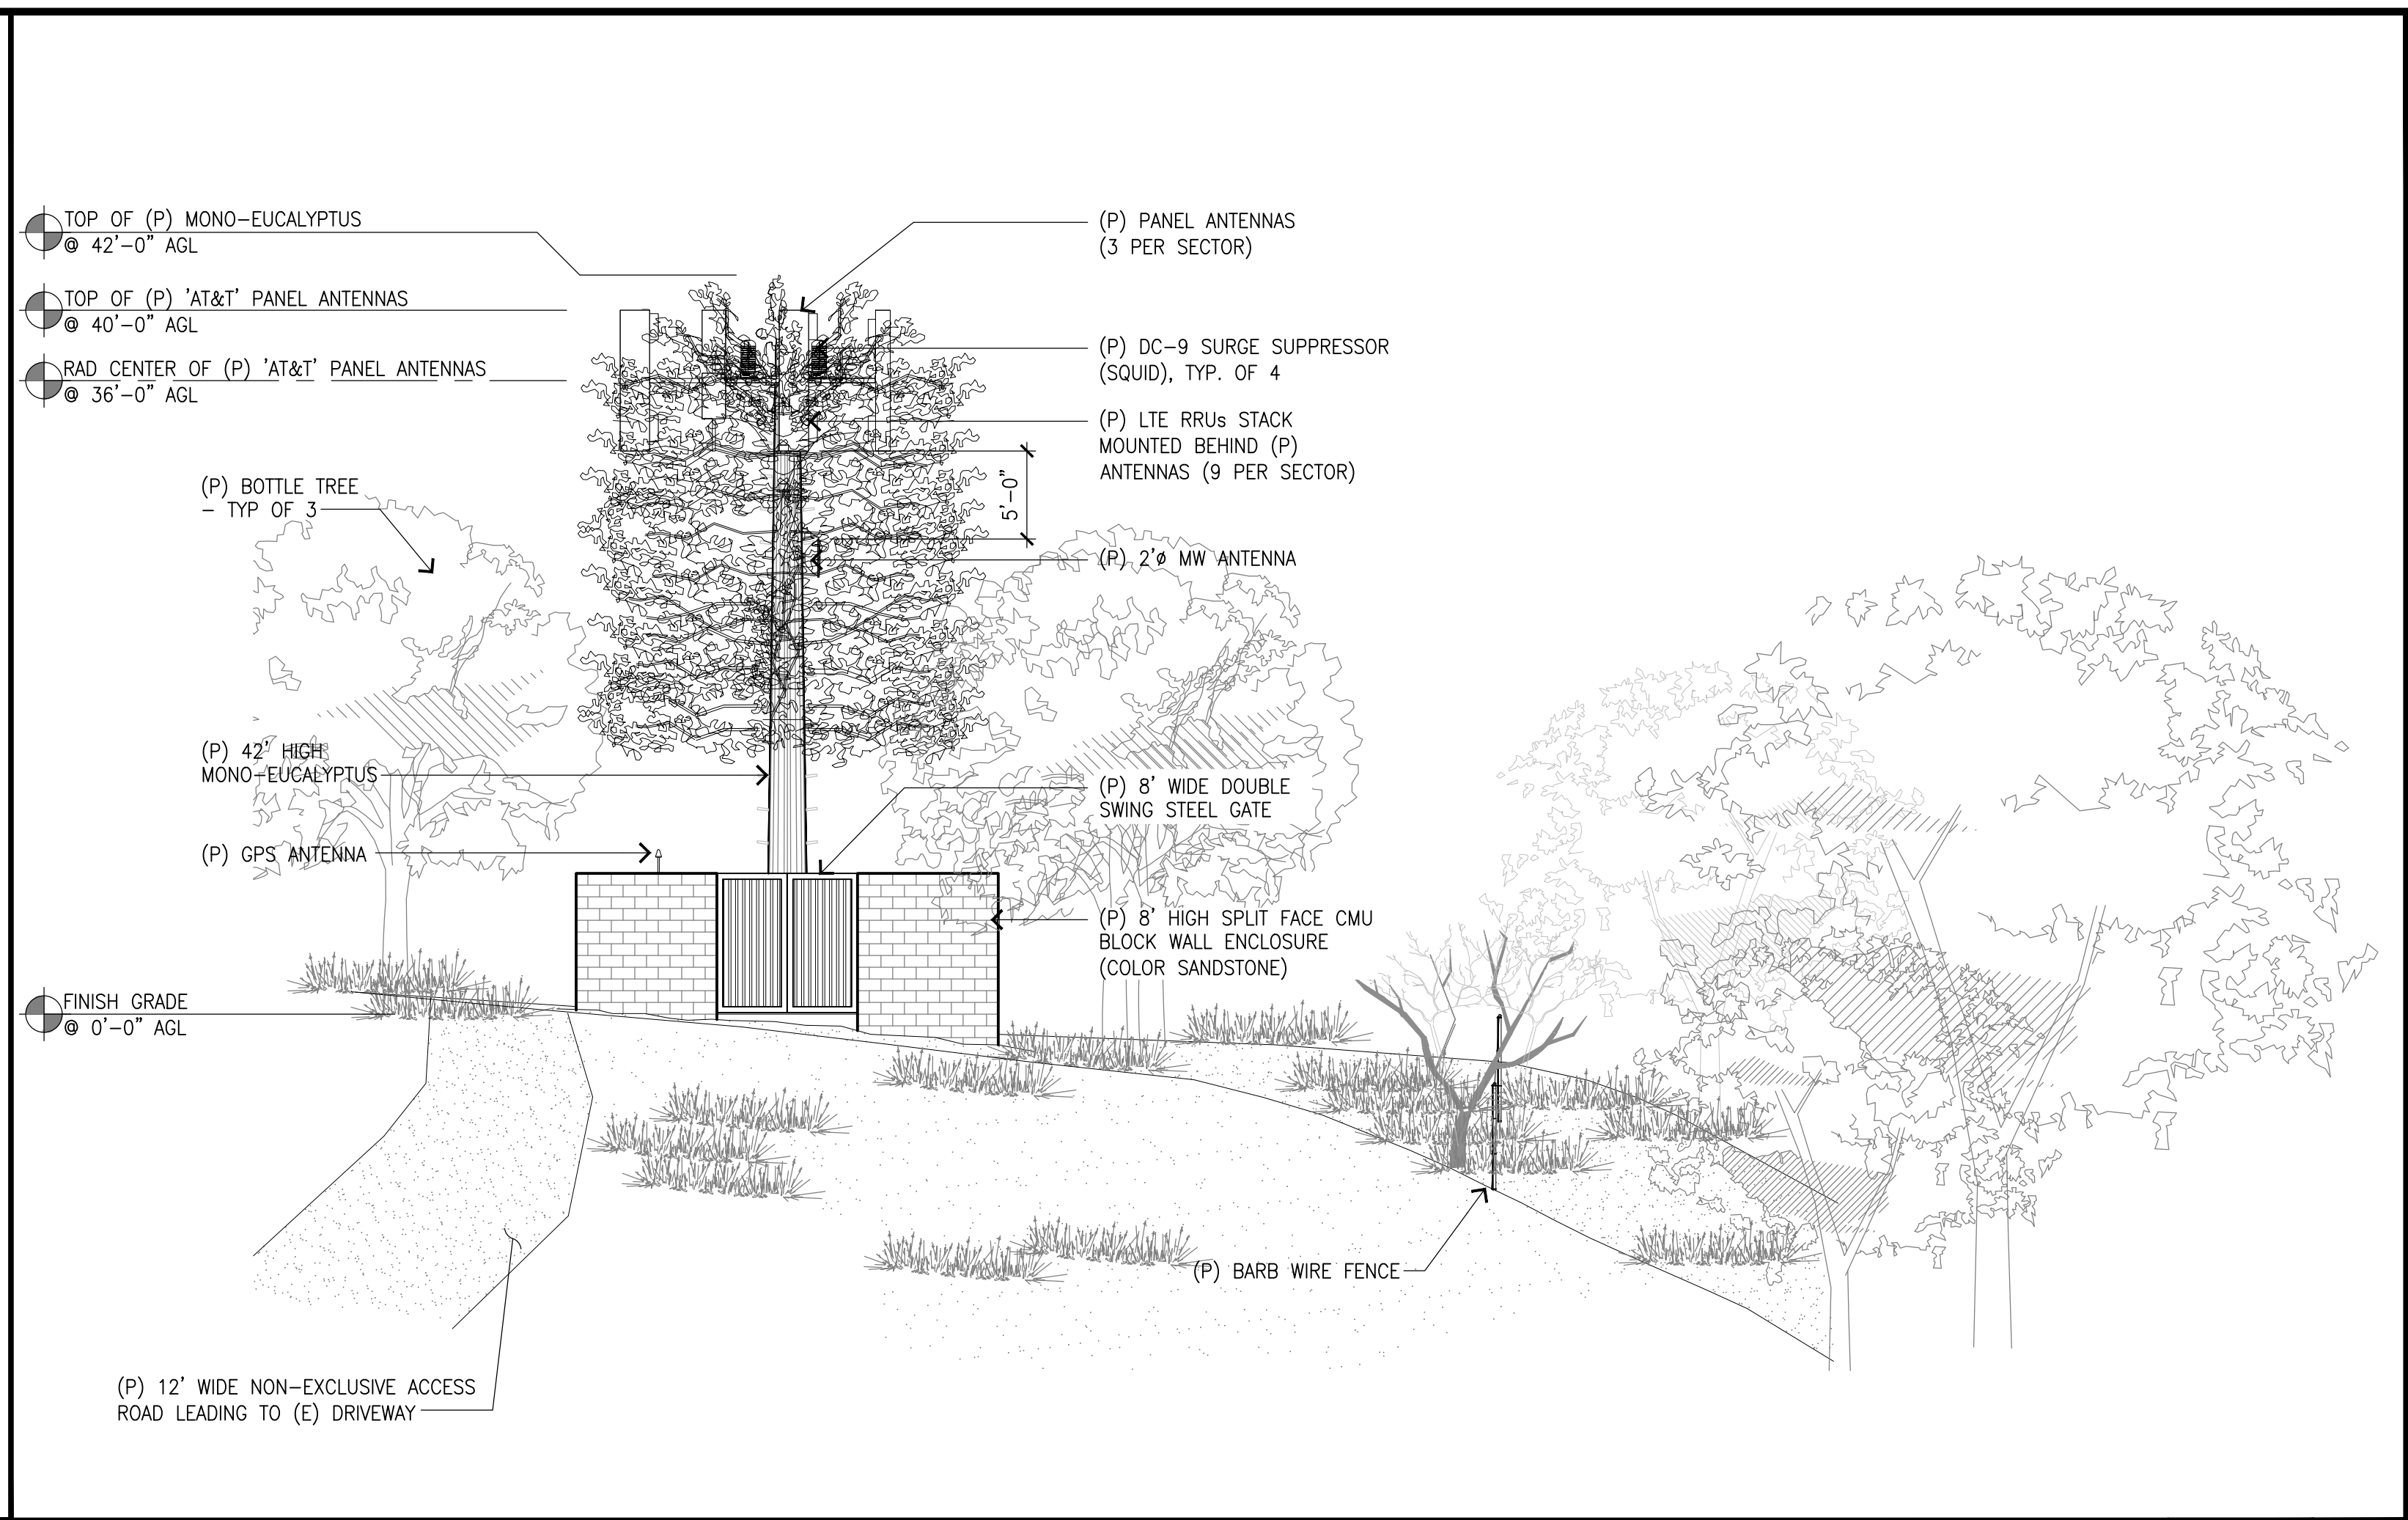 TOP OF (P) MONO-EUCALYPTUS
@ 42'-0" AGL
TOP OF (P) 'AT&T' PANEL ANTENNAS
@ 40'-0" AGL
RAD CENTER OF (P) 'AT&T' PANEL ANTENNAS
@ 36'-0" AGL
(P) BOTTLE TREE
- TYP OF 3
(P) 42' HIGH
MONO-EUCALYPTUS
(P) GPS ANTENNA
FINISH GRADE
@ 0'-0" AGL
(P) 12' WIDE NON-EXCLUSIVE ACCESS
ROAD LEADING TO (E) DRIVEWAY
(P) PANEL ANTENNAS
(3 PER SECTOR)
(P) DC-9 SURGE SUPPRESSOR
(SQUID), TYP. OF 4
(P) LTE RRUs STACK
MOUNTED BEHIND (P)
ANTENNAS (9 PER SECTOR)
5'-0"
(P) 2'ø MW ANTENNA
(P) 8' WIDE DOUBLE
SWING STEEL GATE
(P) 8' HIGH SPLIT FACE CMU
BLOCK WALL ENCLOSURE
(COLOR SANDSTONE)
(P) BARB WIRE FENCE